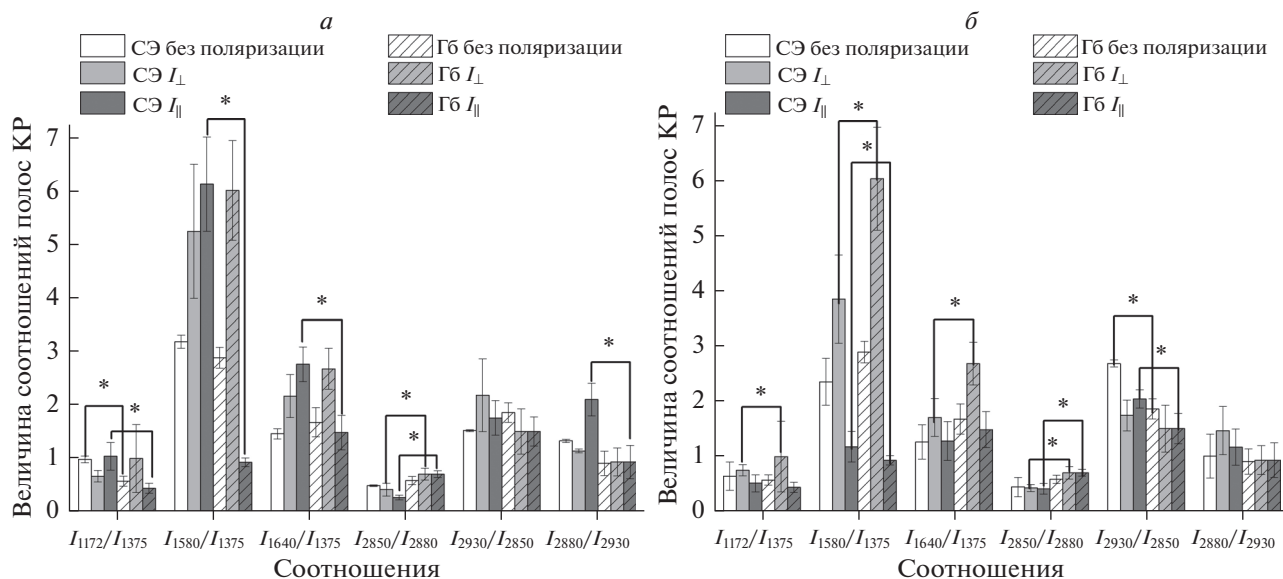 а
СЭ без поляризации
СЭ I⊥
СЭ I||
Гб без поляризации
Гб I⊥
Гб I||
Величина соотношений полос КР
7
6
5
4
3
2
1
0
*
*
*
*
*
*
*
*
I1172/I1375 I1580/I1375 I1640/I1375 I2850/I2880 I2930/I2850 I2880/I2930
Соотношения
б
СЭ без поляризации
СЭ I⊥
СЭ I||
Гб без поляризации
Гб I⊥
Гб I||
Величина соотношений полос КР
7
6
5
4
3
2
1
0
*
*
*
*
*
*
*
*
I1172/I1375 I1580/I1375 I1640/I1375 I2850/I2880 I2930/I2850 I2880/I2930
Соотношения